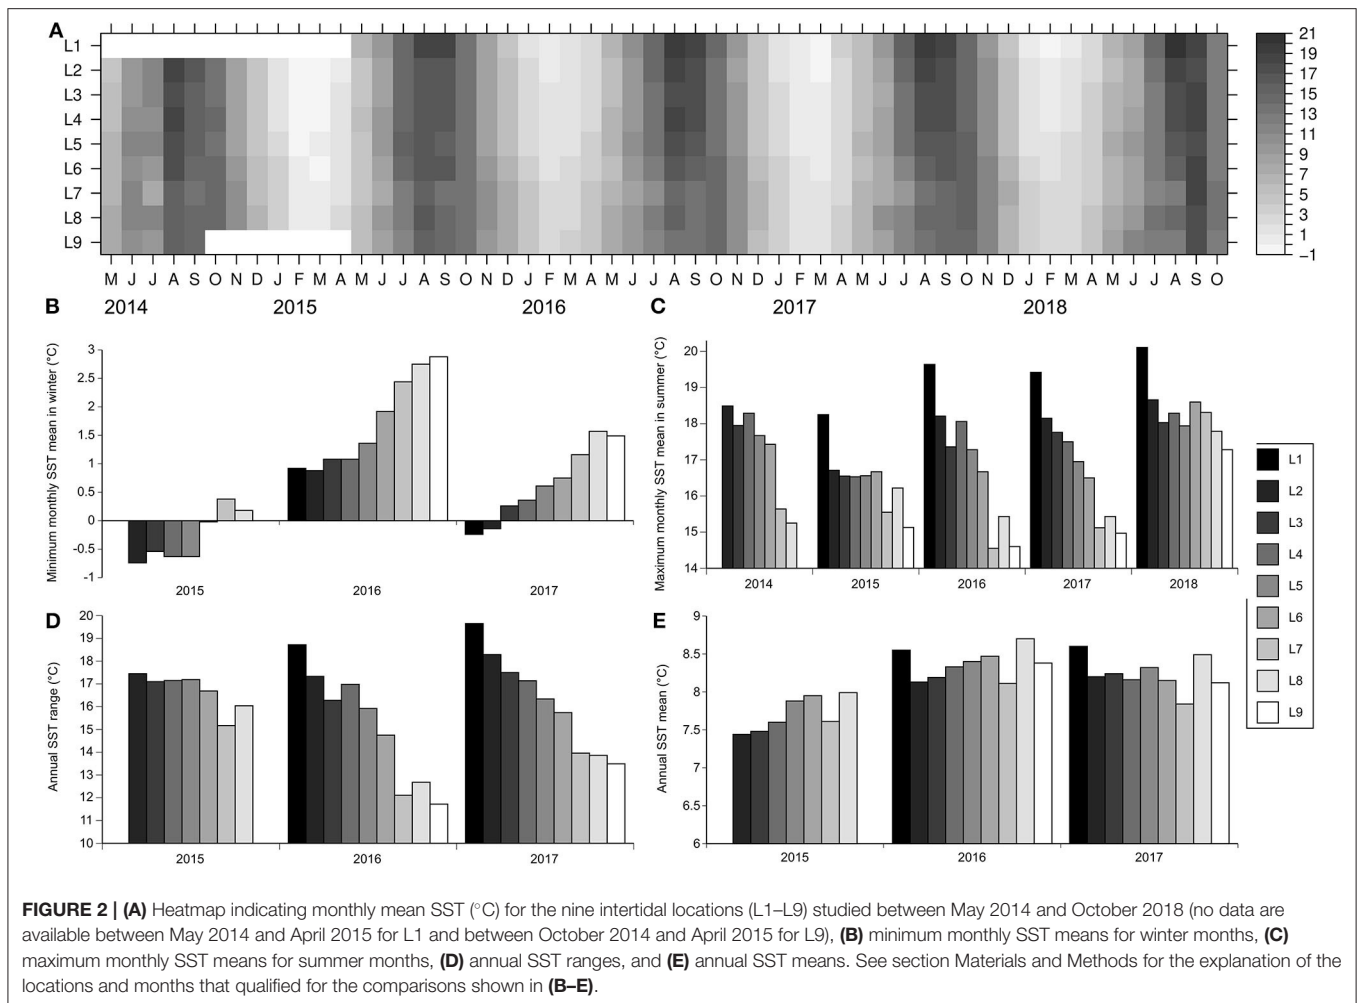 A
L1
L2
L3
L4
L5
L6
L7
L8
L9
21
19
17
15
13
11
9
7
5
3
1
−1
M J J A S O N D J F M A M J J A S O N D J F M A M J J A S O N D J F M A M J J A S O N D J F M A M J J A S O
2014 2015 2016 2017 2018
B
Minimum monthly SST mean in winter (°C)
3
2.5
2
1.5
1
0.5
0
-0.5
-1
2015 2016 2017
C
Maximum monthly SST mean in summer (°C)
20
19
18
17
16
15
14
2014 2015 2016 2017 2018
L1
L2
L3
L4
L5
L6
L7
L8
L9
D
Annual SST range (°C)
20
19
18
17
16
15
14
13
12
11
10
2015 2016 2017
E
Annual SST mean (°C)
9
8.5
8
7.5
7
6.5
6
2015 2016 2017
FIGURE 2 | (A) Heatmap indicating monthly mean SST (°C) for the nine intertidal locations (L1–L9) studied between May 2014 and October 2018 (no data are
available between May 2014 and April 2015 for L1 and between October 2014 and April 2015 for L9), (B) minimum monthly SST means for winter months, (C)
maximum monthly SST means for summer months, (D) annual SST ranges, and (E) annual SST means. See section Materials and Methods for the explanation of the
locations and months that qualified for the comparisons shown in (B–E).